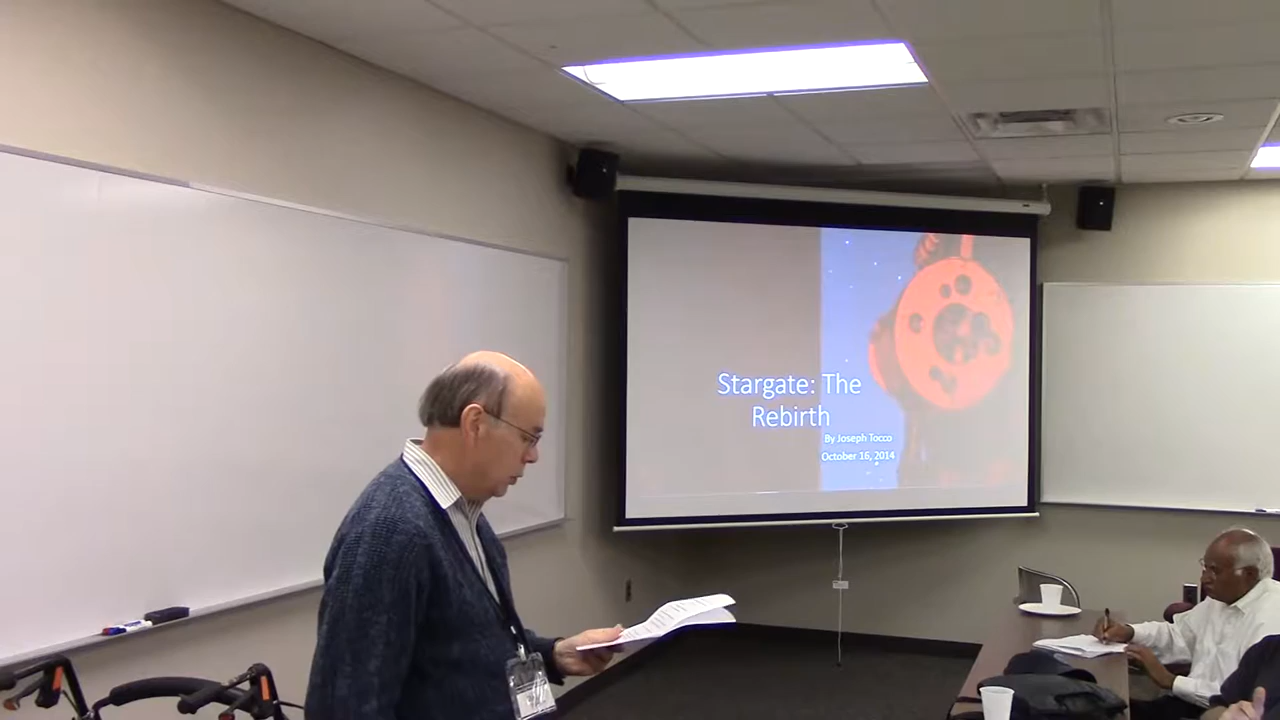 Stargate: The
Rebirth
By Joseph Tocco
October 16, 2014